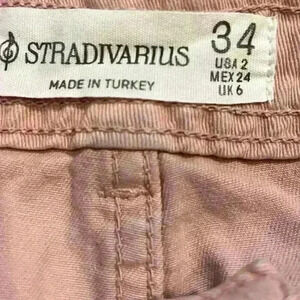 STRADIVARIUS
MADE IN TURKEY
34
USA 2
MEX 24
UK 6